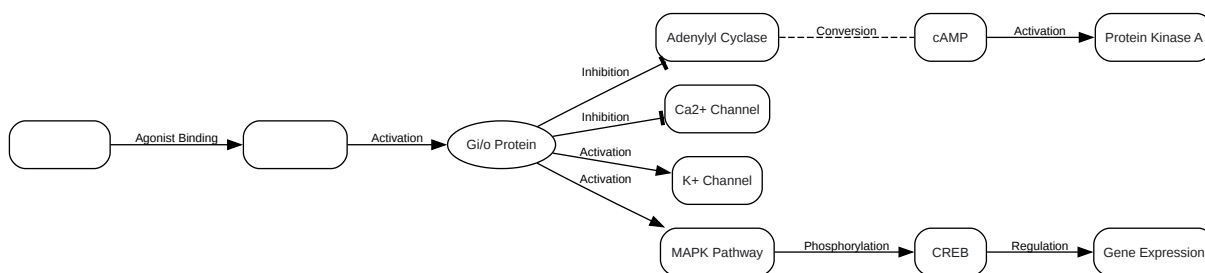 Adenylyl Cyclase
Conversion
cAMP
Activation
Protein Kinase A
Inhibition
Ca2+ Channel
Inhibition
Agonist Binding
Activation
Gi/o Protein
Activation
K+ Channel
Activation
MAPK Pathway
Phosphorylation
CREB
Regulation
Gene Expression